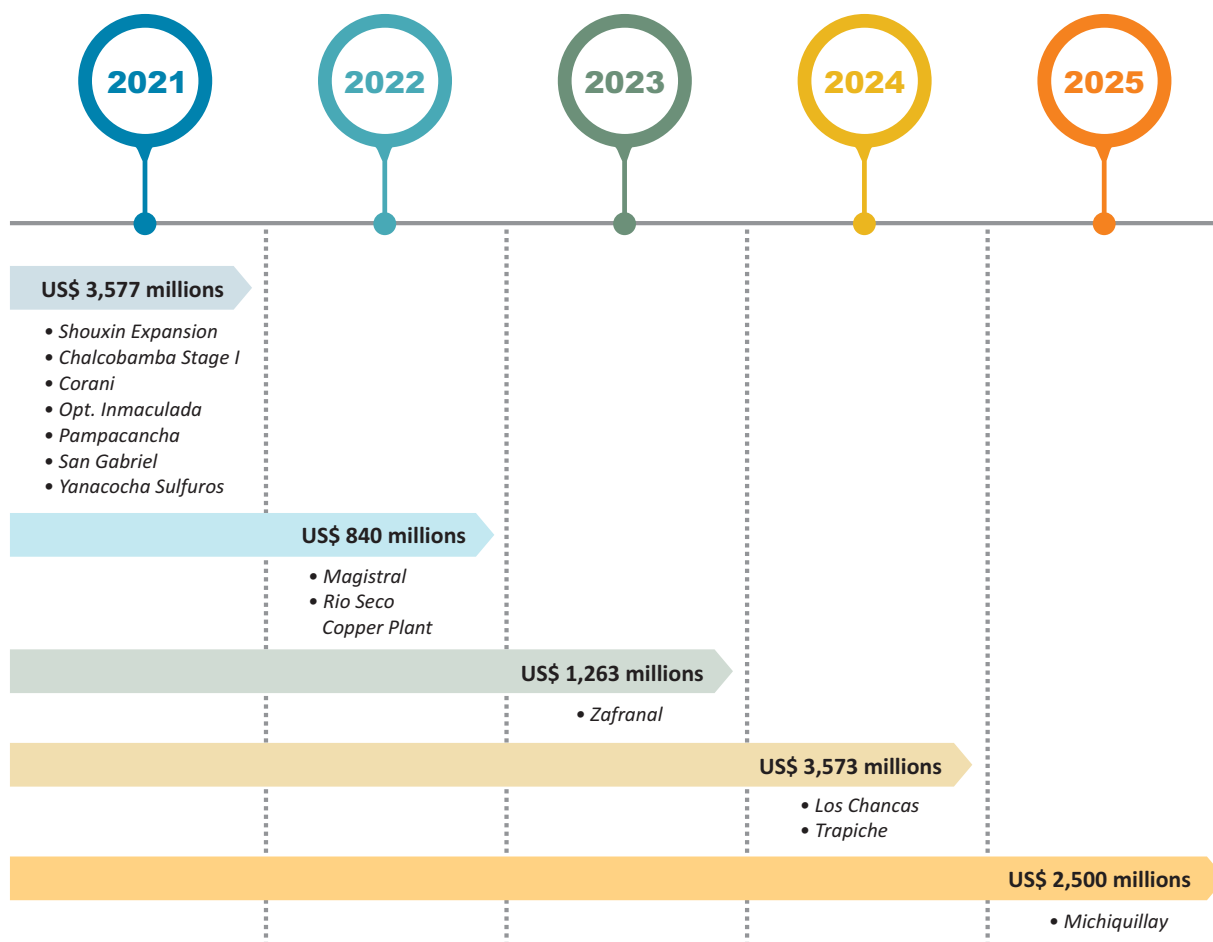 2021
2022
2023
2024
2025
US$ 3,577 millions
• Shouxin Expansion
• Chalcobamba Stage I
• Corani
• Opt. Inmaculada
• Pampacancha
• San Gabriel
• Yanacocha Sulfuros
US$ 840 millions
• Magistral
• Rio Seco
Copper Plant
US$ 1,263 millions
• Zafranal
US$ 3,573 millions
• Los Chancas
• Trapiche
US$ 2,500 millions
• Michiquillay